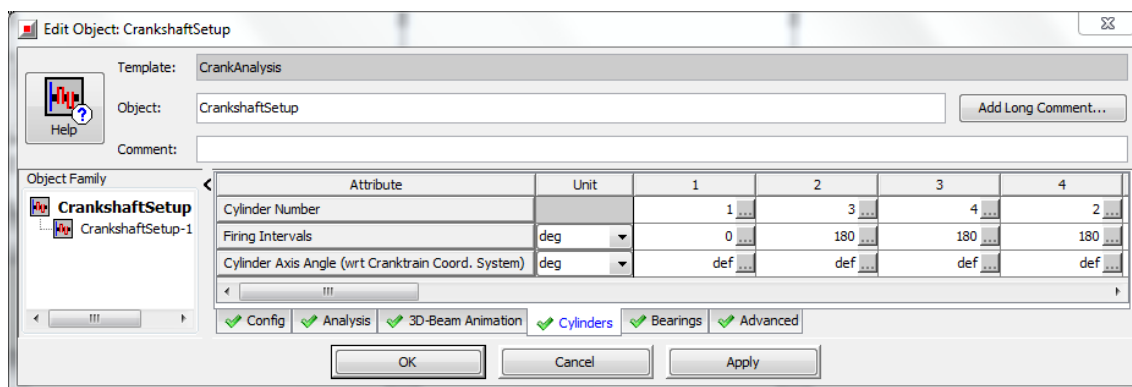 Edit Object: CrankshaftSetup
Template: CrankAnalysis
Object: CrankshaftSetup Add Long Comment...
Help
Comment:
Object Family
CrankshaftSetup
CrankshaftSetup-1
Attribute Unit 1 2 3 4
Cylinder Number 1 ... 3 ... 4 ... 2 ...
Firing Intervals deg 0 ... 180 ... 180 ... 180 ...
Cylinder Axis Angle (wrt Cranktrain Coord. System) deg def ... def ... def ... def ...
Config Analysis 3D-Beam Animation Cylinders Bearings Advanced
OK Cancel Apply